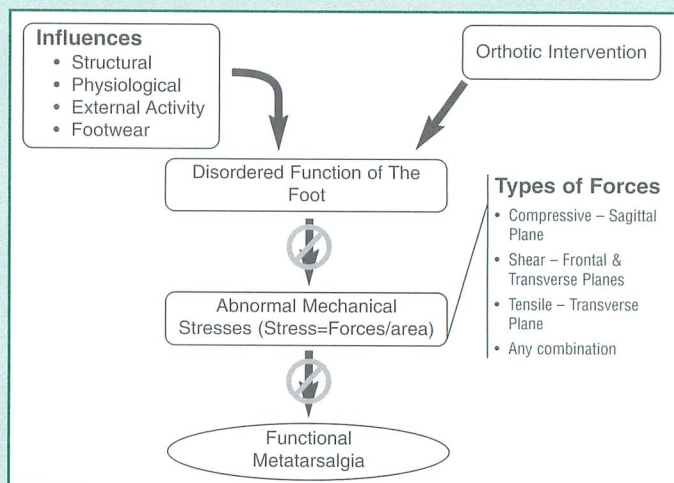 Influences
• Structural
• Physiological
• External Activity
• Footwear
Orthotic Intervention
Disordered Function of The
Foot
Types of Forces
• Compressive – Sagittal
Plane
• Shear – Frontal &
Transverse Planes
• Tensile – Transverse
Plane
• Any combination
Abnormal Mechanical
Stresses (Stress=Forces/area)
Functional
Metatarsalgia